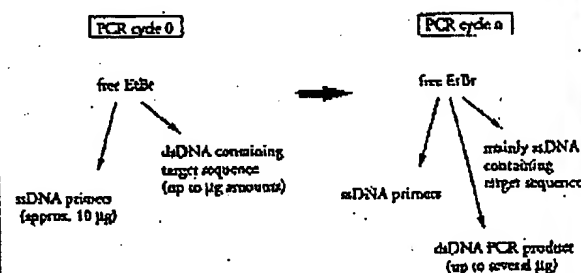 PCR cycle 0
free EtBr
dsDNA containing
target sequence
(up to µg amounts)
ssDNA primers
(approx. 10 µg)
PCR cycle n
free EtBr
mainly ssDNA
containing
target sequence
ssDNA primers
dsDNA PCR product
(up to several µg)